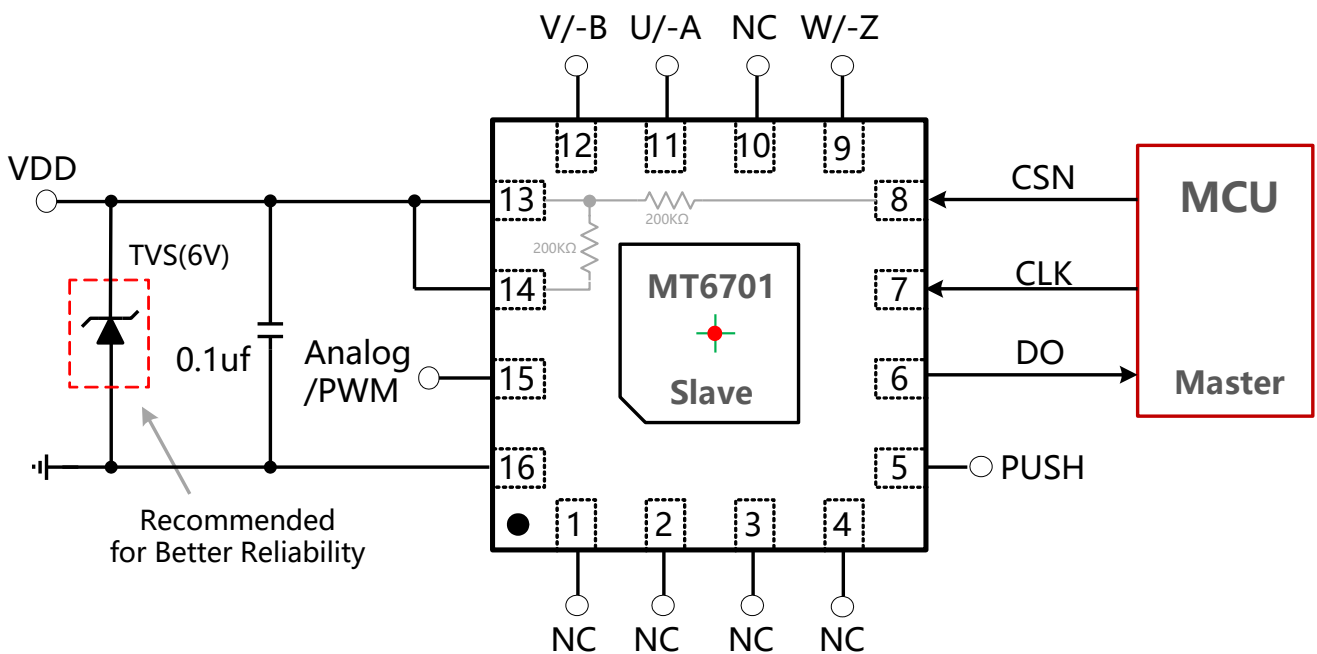 V/-B U/-A NC W/-Z
12 11 10 9
VDD
13
8
CSN
MCU
200KΩ
TVS(6V)
200KΩ
14
MT6701
7
CLK
0.1uf
Analog
/PWM
15
Slave
6
DO
Master
16
5
PUSH
Recommended
for Better Reliability
1 2 3 4
NC NC NC NC